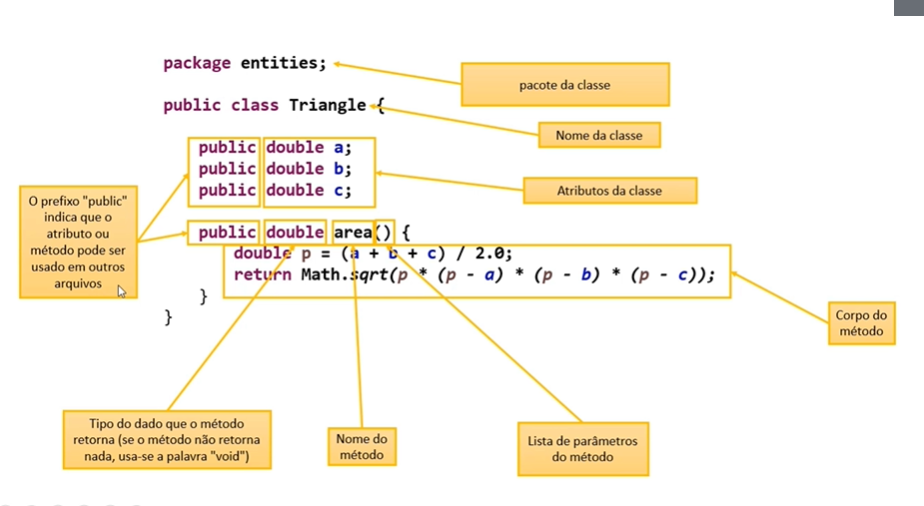 package entities;
pacote da classe
public class Triangle {
Nome da classe
public double a;
public double b;
public double c;
Atributos da classe
O prefixo "public"
indica que o
atributo ou
método pode ser
usado em outros
arquivos
public double area() {
double p = (a + b + c) / 2.0;
return Math.sqrt(p * (p - a) * (p - b) * (p - c));
}
}
Corpo do
método
Tipo do dado que o método
retorna (se o método não retorna
nada, usa-se a palavra "void")
Nome do
método
Lista de parâmetros
do método